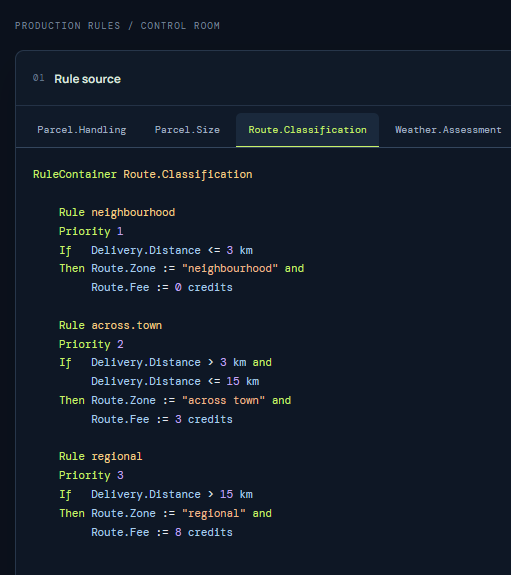 PRODUCTION RULES / CONTROL ROOM
01 Rule source
Parcel.Handling Parcel.Size Route.Classification Weather.Assessment
RuleContainer Route.Classification
Rule neighbourhood
Priority 1
If Delivery.Distance <= 3 km
Then Route.Zone := "neighbourhood" and
Route.Fee := 0 credits
Rule across.town
Priority 2
If Delivery.Distance > 3 km and
Delivery.Distance <= 15 km
Then Route.Zone := "across town" and
Route.Fee := 3 credits
Rule regional
Priority 3
If Delivery.Distance > 15 km
Then Route.Zone := "regional" and
Route.Fee := 8 credits